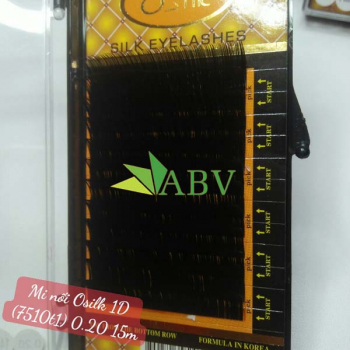 SILK EYELASHES
pick START
pick START
pick START
pick START
pick START
pick START
ABV
Mi nối Osilk 1D
(7510t1) 0.20 15m
BOTTOM ROW
FORMULA IN KOREA